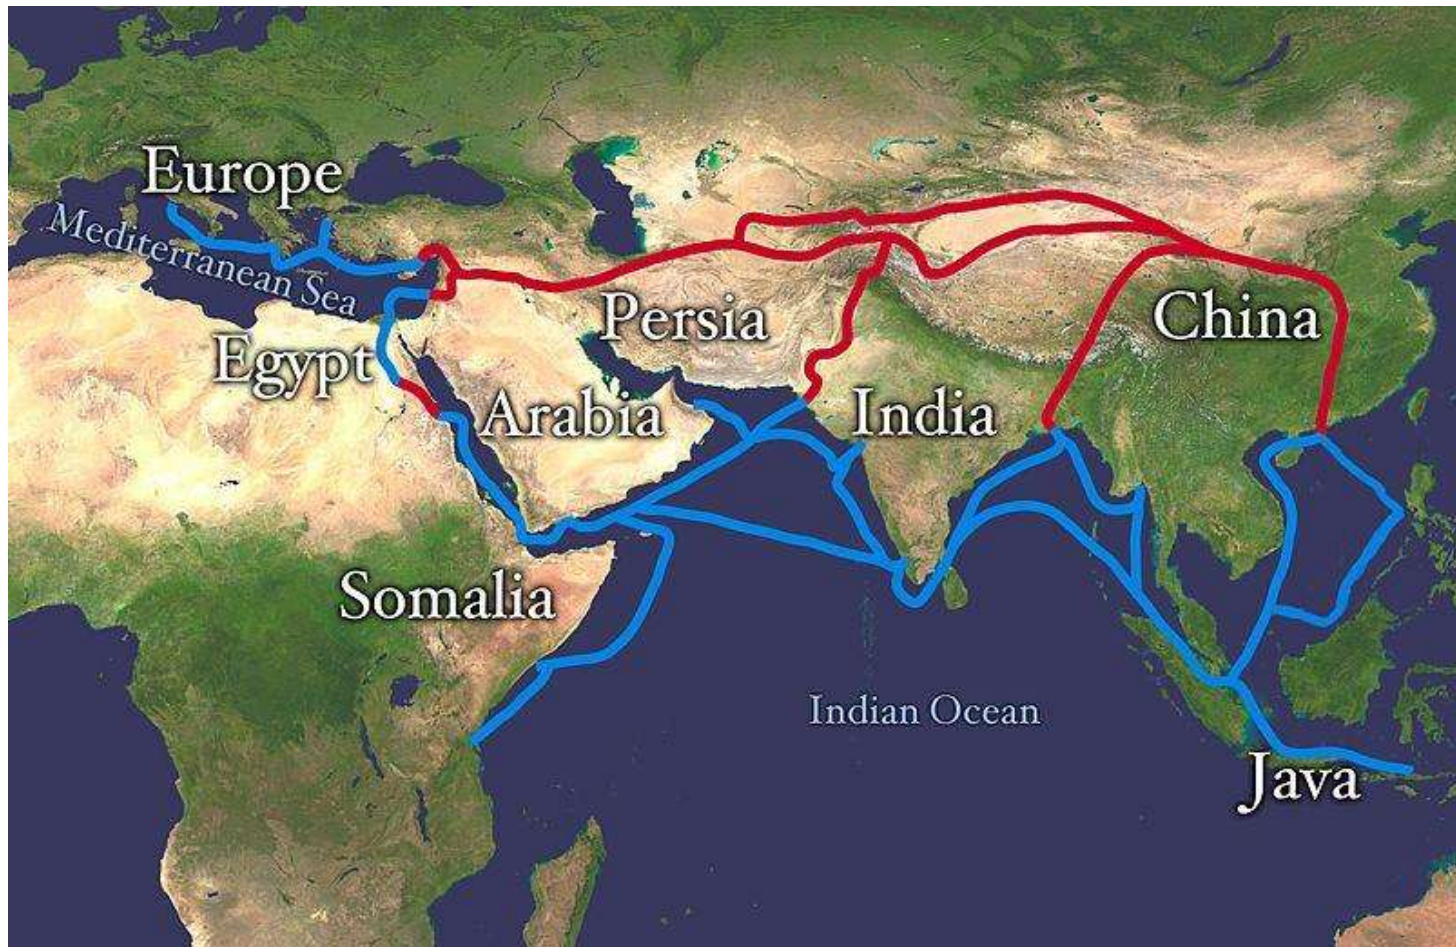 Europe
Mediterranean Sea
Persia
China
Egypt
Arabia
India
Somalia
Indian Ocean
Java